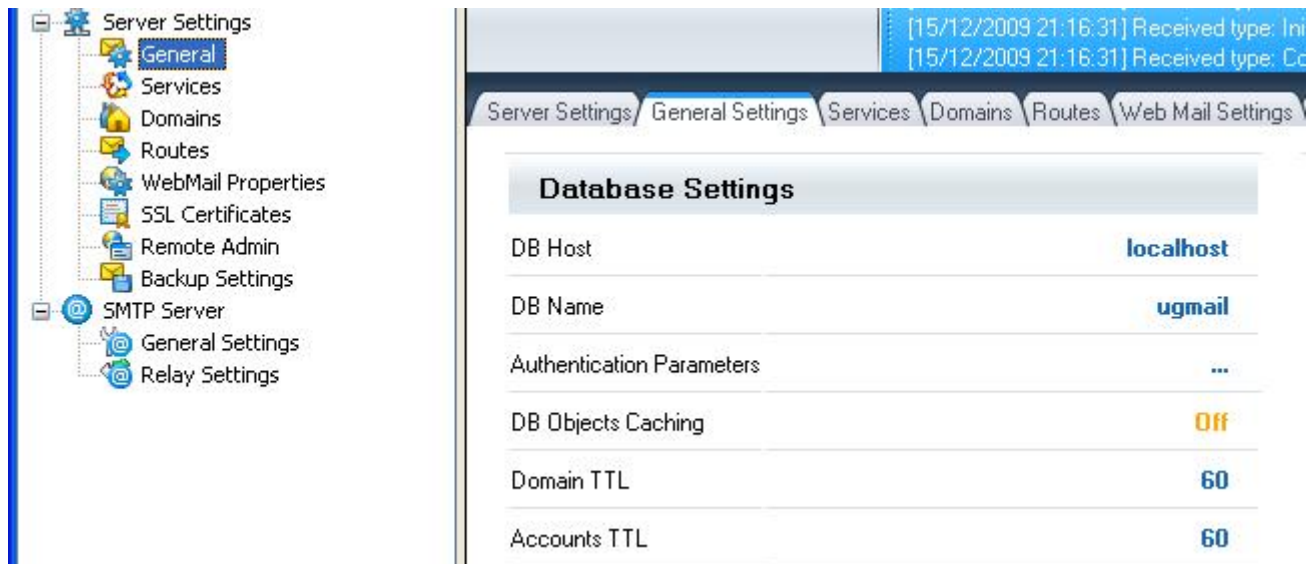 Server Settings
General
Services
Domains
Routes
WebMail Properties
SSL Certificates
Remote Admin
Backup Settings
SMTP Server
General Settings
Relay Settings
[15/12/2009 21:16:31] Received type: Ini
[15/12/2009 21:16:31] Received type: Co
Server Settings General Settings Services Domains Routes Web Mail Settings
Database Settings
DB Host localhost
DB Name ugmail
Authentication Parameters ...
DB Objects Caching Off
Domain TTL 60
Accounts TTL 60